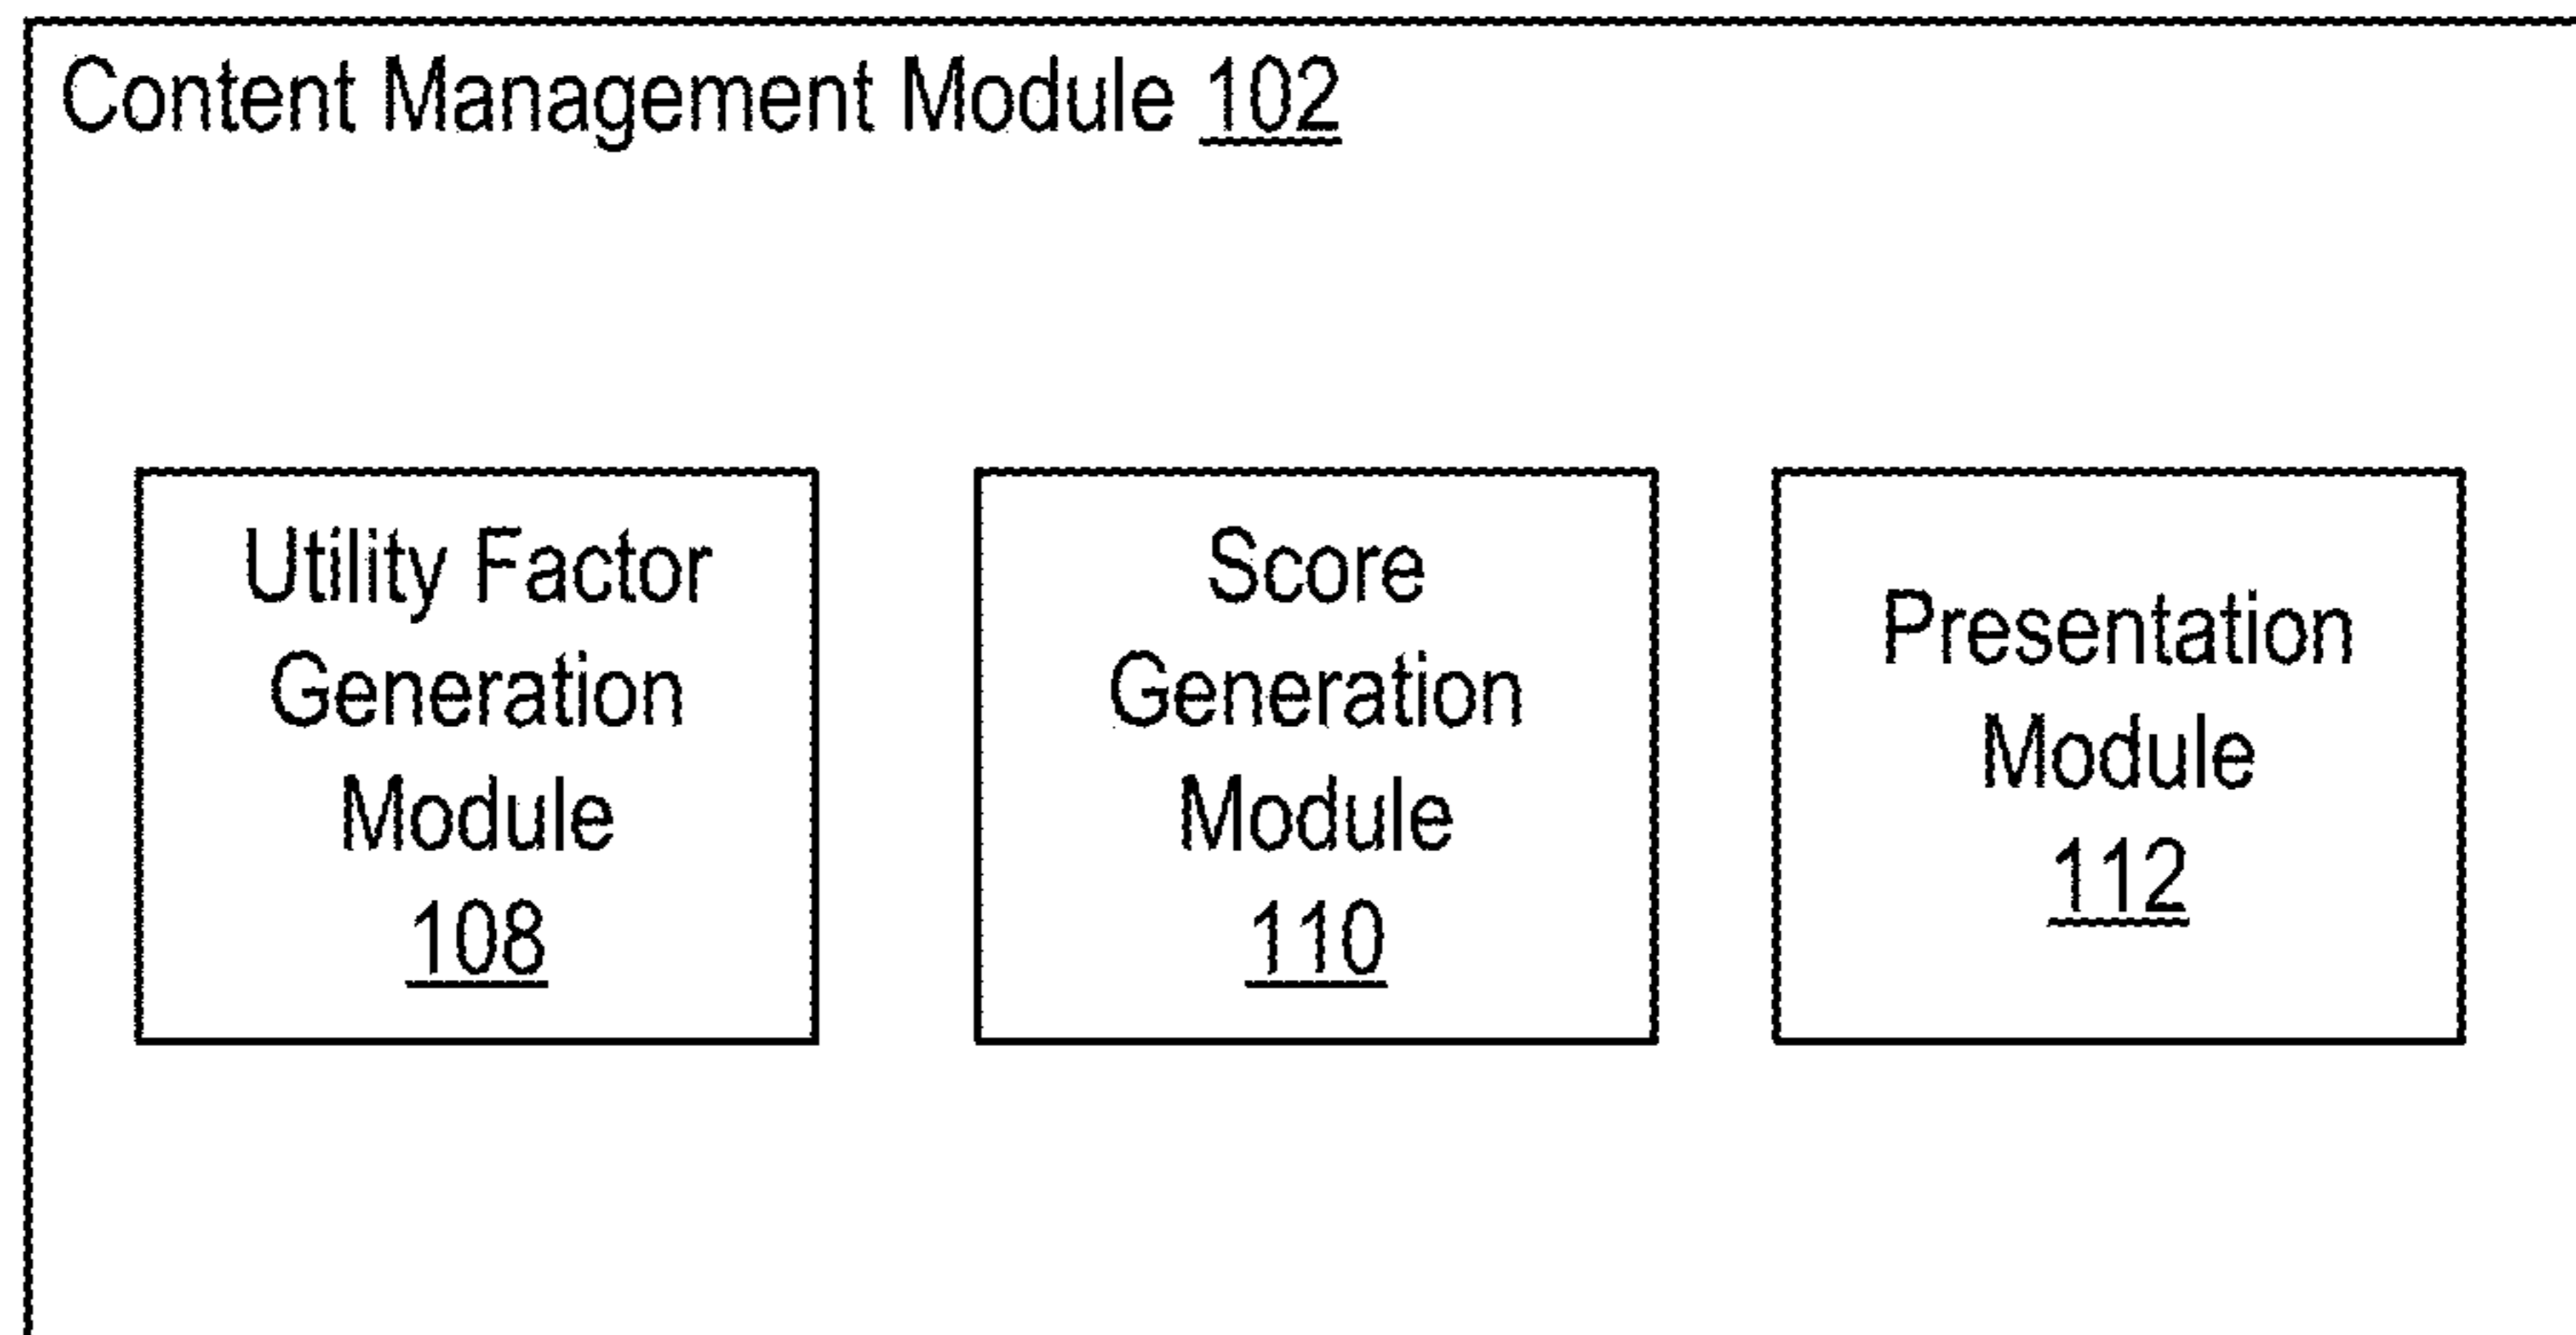 Content Management Module 102
Utility Factor
Generation
Module
108
Score
Generation
Module
110
Presentation
Module
112